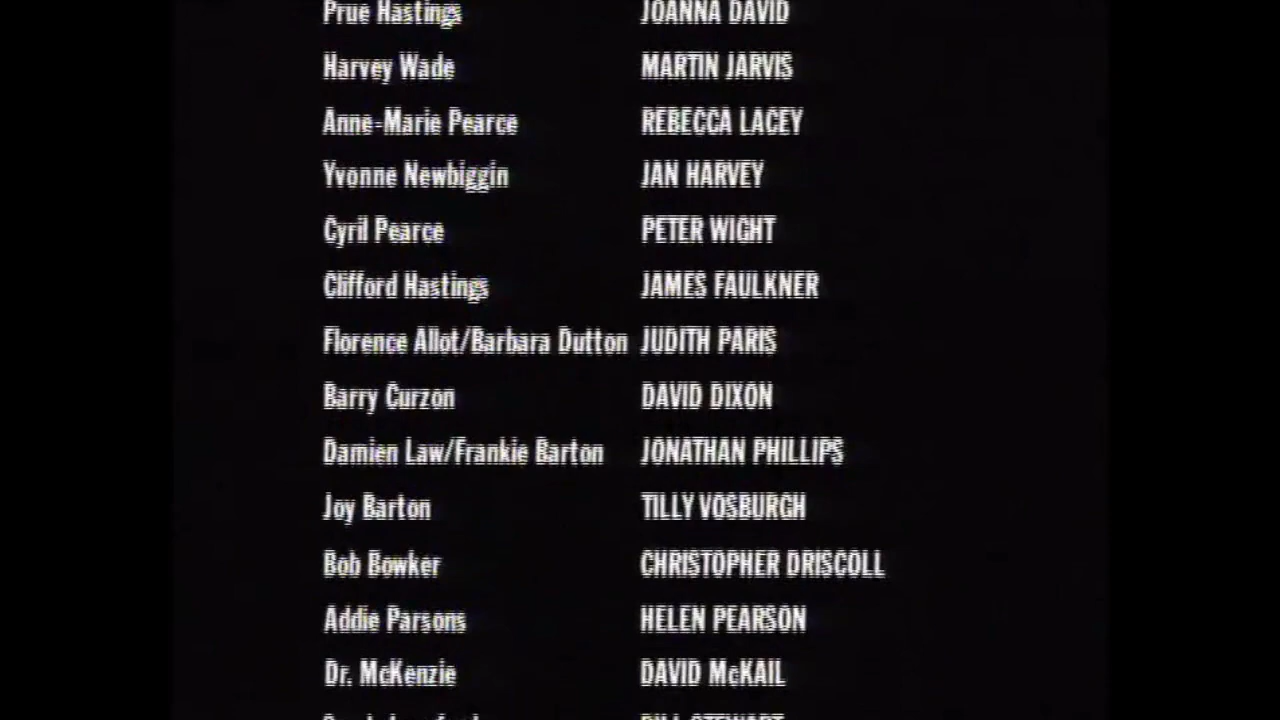 Prue Hastings JOANNA DAVID
Harvey Wade MARTIN JARVIS
Anne-Marie Pearce REBECCA LACEY
Yvonne Newbiggin JAN HARVEY
Cyril Pearce PETER WIGHT
Clifford Hastings JAMES FAULKNER
Florence Allot/Barbara Dutton JUDITH PARIS
Barry Curzon DAVID DIXON
Damien Law/Frankie Barton JONATHAN PHILLIPS
Joy Barton TILLY VOSBURGH
Bob Bowker CHRISTOPHER DRISCOLL
Addie Parsons HELEN PEARSON
Dr. McKenzie DAVID McKAIL
BILL STEWART